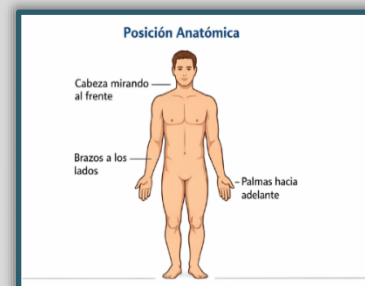 Posición Anatómica
Cabeza mirando
al frente
Brazos a los
lados
Palmas hacia
adelante